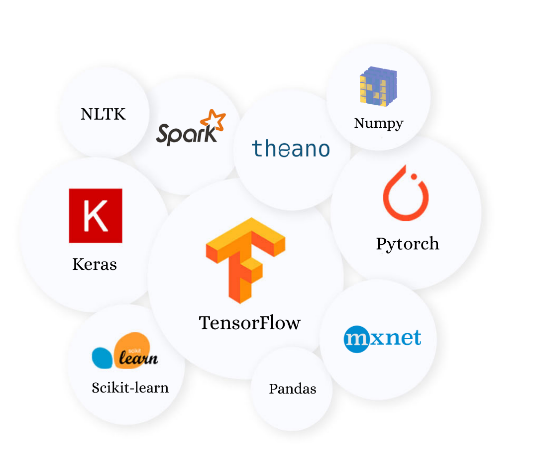 NLTK
Spark
theano
Numpy
K
Keras
TensorFlow
Pytorch
learn
Scikit-learn
Pandas
mxnet